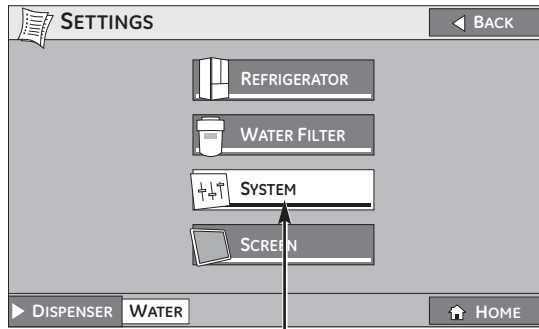 SETTINGS
BACK
REFRIGERATOR
WATER FILTER
SYSTEM
SCREEN
DISPENSER WATER
HOME